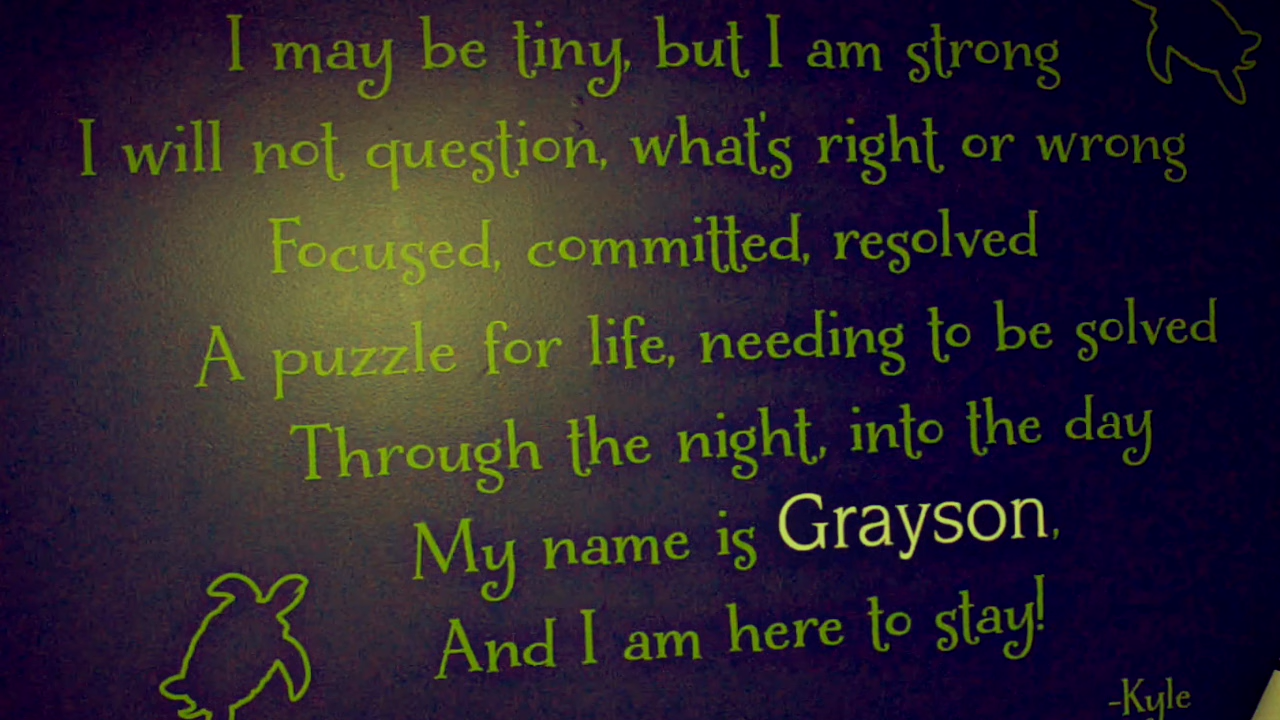 I may be tiny, but I am strong
I will not question, what's right or wrong
Focused, committed, resolved
A puzzle for life, needing to be solved
Through the night, into the day
My name is Grayson,
And I am here to stay!
-Kyle